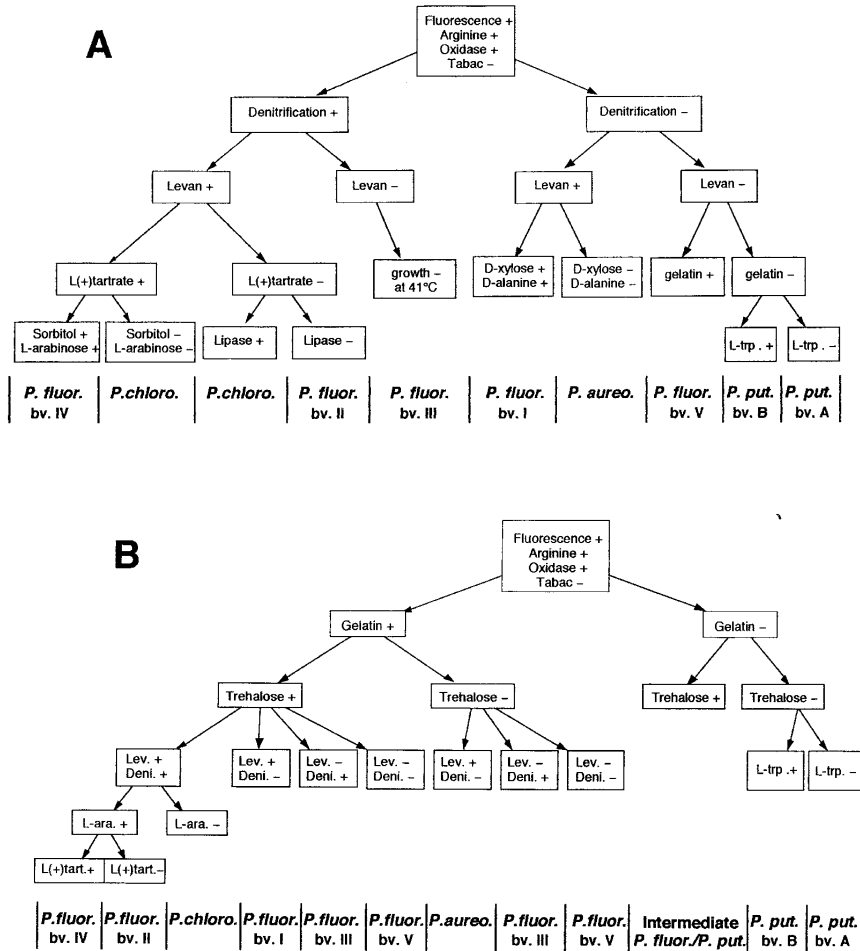 A
Fluorescence +
Arginine +
Oxidase +
Tabac −
Denitrification +
Denitrification −
Levan +
Levan −
Levan +
Levan −
L(+)tartrate +
L(+)tartrate −
growth −
at 41°C
D-xylose +
D-alanine +
D-xylose −
D-alanine −
gelatin +
gelatin −
Sorbitol +
L-arabinose +
Sorbitol −
L-arabinose −
Lipase +
Lipase −
L-trp . +
L-trp . −
P. fluor. P.chloro. P.chloro. P. fluor. P. fluor. P. fluor. P. aureo. P. fluor. P. put. P. put.
bv. IV bv. II bv. III bv. I bv. V bv. B bv. A
B
Fluorescence +
Arginine +
Oxidase +
Tabac −
Gelatin +
Gelatin −
Trehalose +
Trehalose −
Trehalose +
Trehalose −
Lev. +
Deni. +
Lev. +
Deni. −
Lev. −
Deni. +
Lev. −
Deni. −
Lev. +
Deni. −
Lev. −
Deni. +
Lev. −
Deni. −
L-trp .+
L-trp. −
L-ara. +
L-ara. −
L(+)tart.+
L(+)tart.−
P.fluor. P.fluor. P.chloro. P.fluor. P.fluor. P.fluor. P.aureo. P.fluor. P.fluor. Intermediate P. put. P. put.
bv. IV bv. II bv. I bv. III bv. V bv. III bv. V P. fluor./P. put. bv. B bv. A